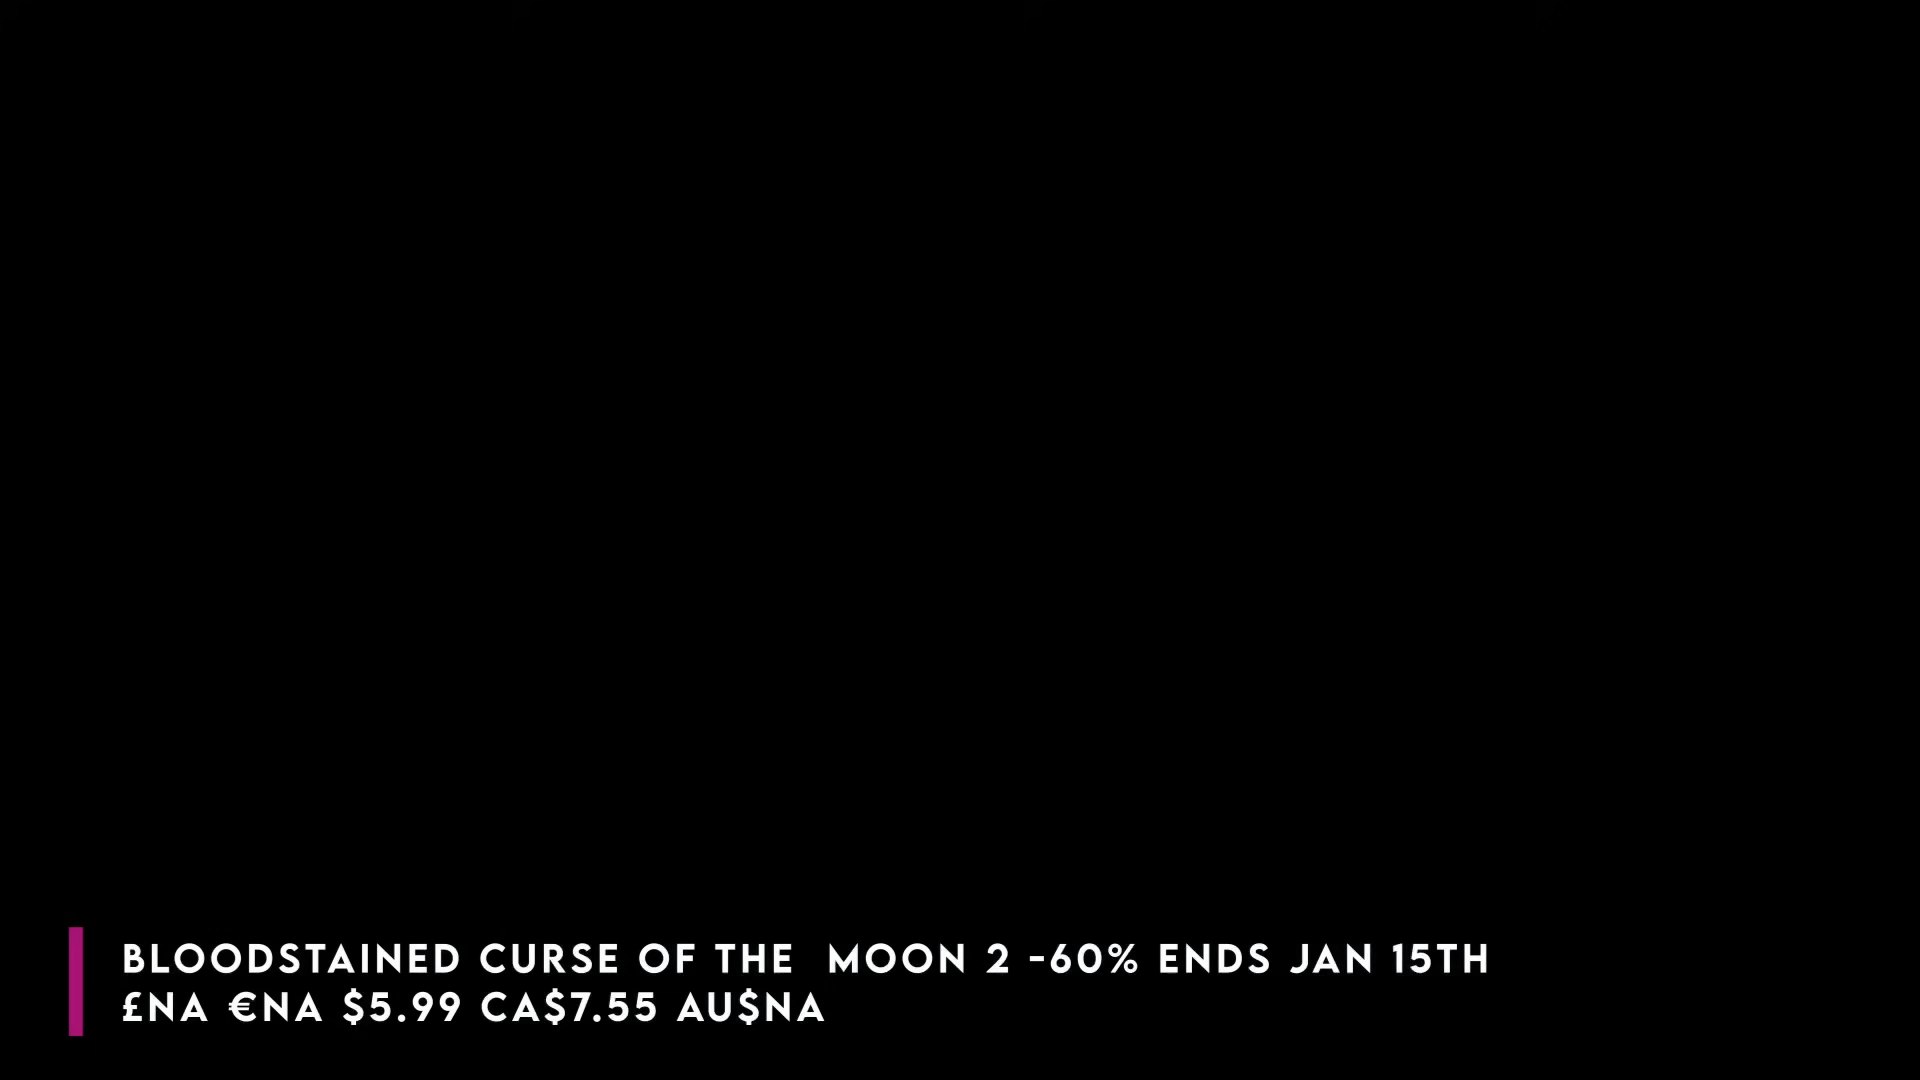 BLOODSTAINED CURSE OF THE  MOON 2 -60% ENDS JAN 15TH
£NA €NA $5.99 CA$7.55 AU$NA